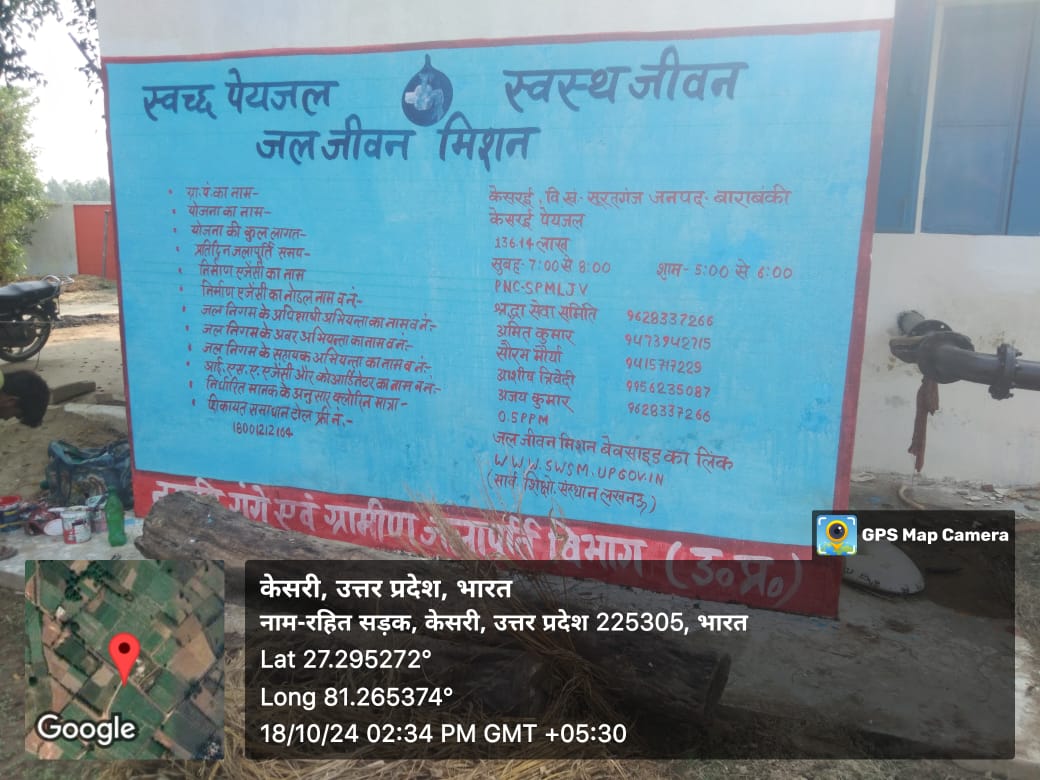 स्वच्छ पेयजल स्वस्थ जीवन
जल जीवन मिशन
ग्रा.पं.का नाम- केसरई, वि.खं.- सूरतगंज जनपद- बाराबंकी
योजना का नाम- केसरई पेयजल
योजना की कुल लागत- 136.14 लाख
प्रतिदिन जलापूर्ति समय- सुबह- 7:00 से 8:00 शाम- 5:00 से 6:00
निर्माण एजेंसी का नाम PNC-SPMLJV
निर्माण एजेंसी का नोडल नाम व नं:- श्रद्धा सेवा समिति 9628337266
जल निगम के अधिशाषी अभियन्ता का नाम व नं:- अमित कुमार 9473942715
जल निगम के अवर अभियन्ता का नाम व नं:- सौरभ मौर्या 9415717229
जल निगम के सहायक अभियन्ता का नाम व नं:- आशीष त्रिवेदी 9956235087
आई.एस.ए एजेंसी और कोआर्डिनेटर का नाम व नं:- अजय कुमार 9628337266
निर्धारित मानक के अनुसार क्लोरिन मात्रा- 0.5PPM
शिकायत समाधान टोल फ्री नं.- जल जीवन मिशन बेवसाइड का लिंक
18001212164 WWW.SWSM.UPGOV.IN
संस्थान लखनऊ)
गंगे एवं ग्रामीण जलापूर्ति विभाग (उ०प्र०)
GPS Map Camera
केसरी, उत्तर प्रदेश, भारत
नाम-रहित सड़क, केसरी, उत्तर प्रदेश 225305, भारत
Lat 27.295272°
Long 81.265374°
18/10/24 02:34 PM GMT +05:30
Google